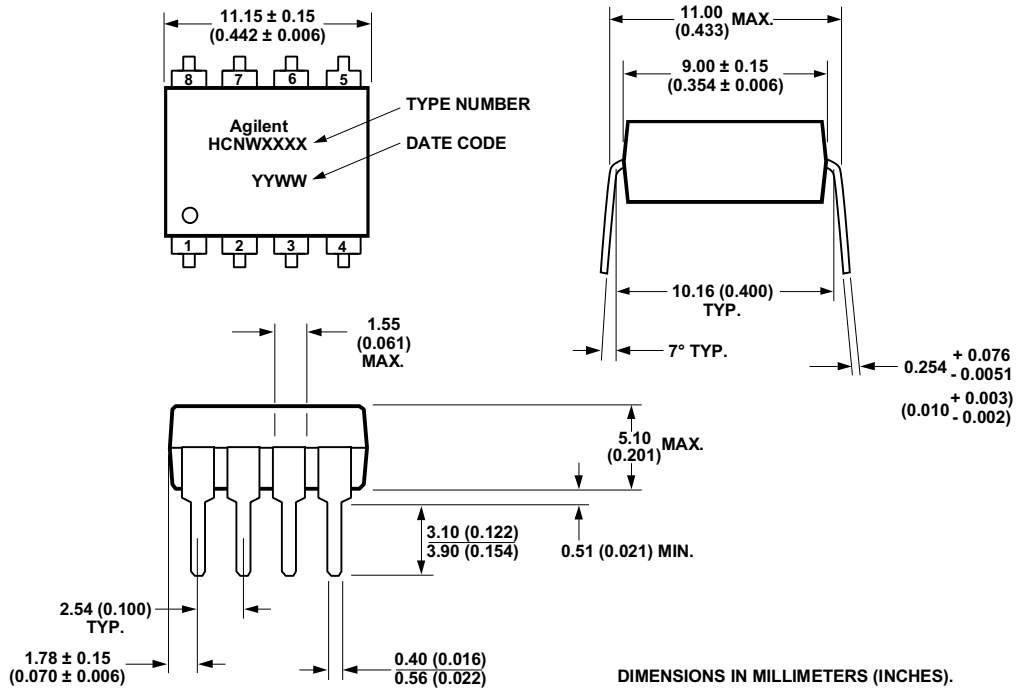 11.15 ± 0.15
(0.442 ± 0.006)
8 7 6 5
Agilent
HCNWXXXX
YYWW
1 2 3 4
TYPE NUMBER
DATE CODE
11.00
(0.433)
MAX.
9.00 ± 0.15
(0.354 ± 0.006)
10.16 (0.400)
TYP.
7° TYP.
0.254 + 0.076
- 0.0051
(0.010 + 0.003)
- 0.002)
1.55
(0.061)
MAX.
5.10
(0.201)
MAX.
3.10 (0.122)
3.90 (0.154)
0.51 (0.021) MIN.
2.54 (0.100)
TYP.
1.78 ± 0.15
(0.070 ± 0.006)
0.40 (0.016)
0.56 (0.022)
DIMENSIONS IN MILLIMETERS (INCHES).